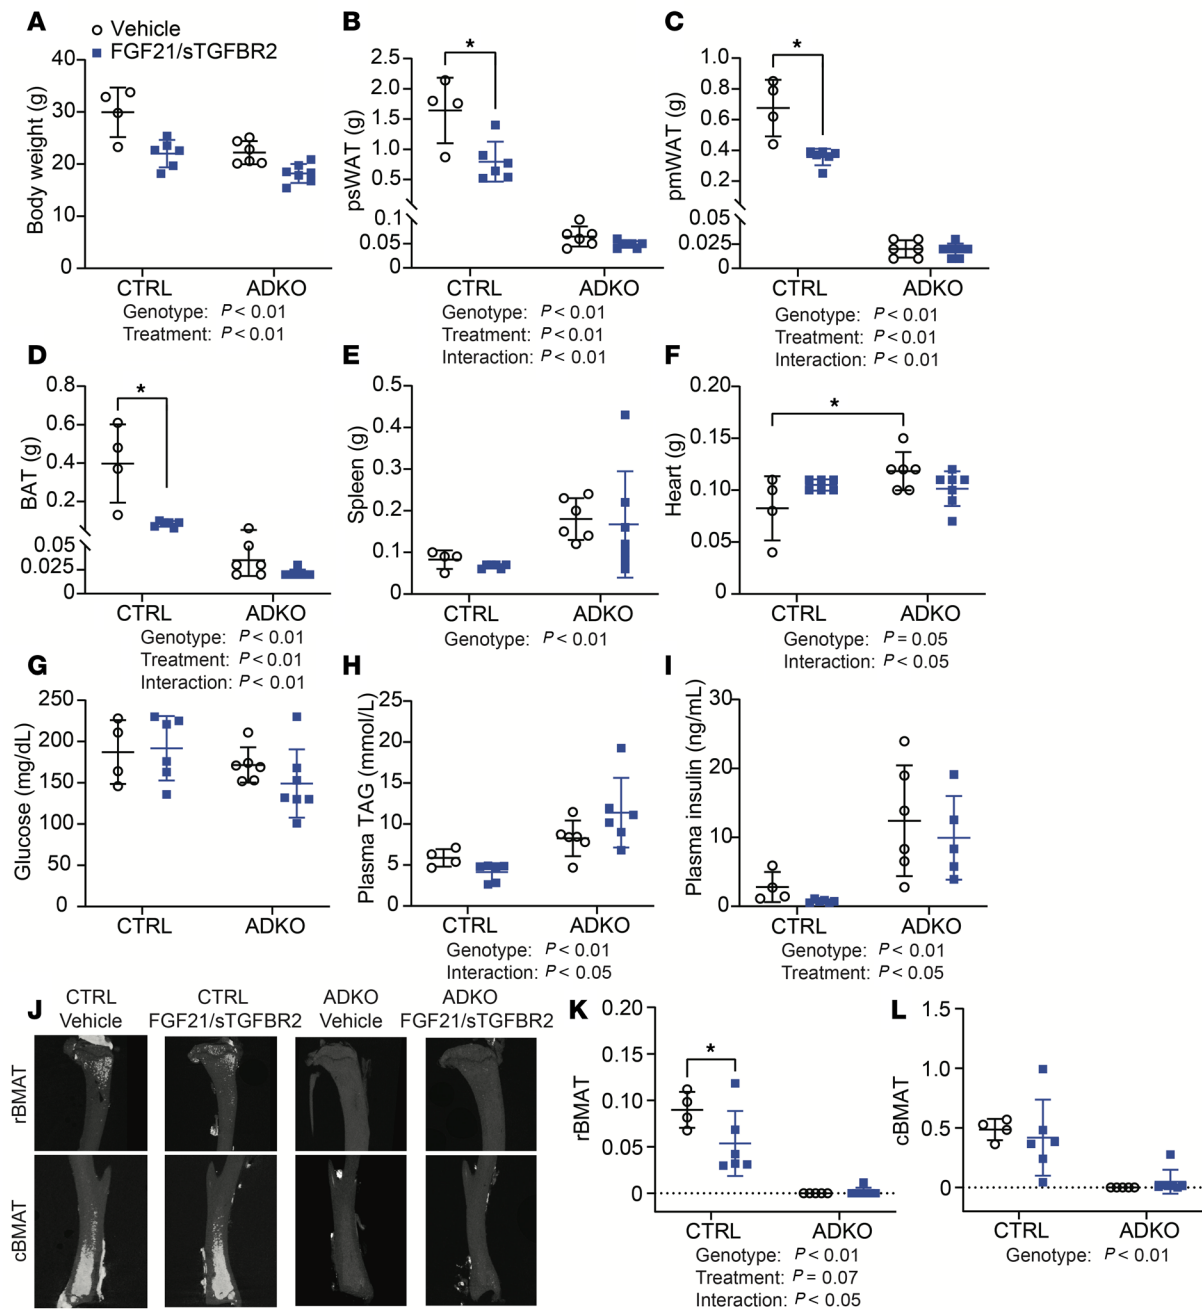 A
Vehicle
FGF21/sTGFBR2
Body weight (g)
40
30
20
10
0
CTRL ADKO
Genotype: P < 0.01
Treatment: P < 0.01
B
psWAT (g)
2.5
2.0
1.5
1.0
0.5
0.1
0.05
0
*
CTRL ADKO
Genotype: P < 0.01
Treatment: P < 0.01
Interaction: P < 0.01
C
pmWAT (g)
1.0
0.8
0.6
0.4
0.2
0.05
0.025
0
*
CTRL ADKO
Genotype: P < 0.01
Treatment: P < 0.01
Interaction: P < 0.01
D
BAT (g)
0.8
0.6
0.4
0.2
0.05
0.025
0
*
CTRL ADKO
Genotype: P < 0.01
Treatment: P < 0.01
Interaction: P < 0.01
E
Spleen (g)
0.5
0.4
0.3
0.2
0.1
0
CTRL ADKO
Genotype: P < 0.01
F
Heart (g)
0.20
0.15
0.10
0.05
0
*
CTRL ADKO
Genotype: P = 0.05
Interaction: P < 0.05
G
Glucose (mg/dL)
250
200
150
100
50
0
CTRL ADKO
H
Plasma TAG (mmol/L)
25
20
15
10
5
0
CTRL ADKO
Genotype: P < 0.01
Interaction: P < 0.05
I
Plasma insulin (ng/mL)
30
20
10
0
CTRL ADKO
Genotype: P < 0.01
Treatment: P < 0.05
J
CTRL
Vehicle
CTRL
FGF21/sTGFBR2
ADKO
Vehicle
ADKO
FGF21/sTGFBR2
rBMAT
cBMAT
K
rBMAT
0.20
0.15
0.10
0.05
0
*
CTRL ADKO
Genotype: P < 0.01
Treatment: P = 0.07
Interaction: P < 0.05
L
cBMAT
1.5
1.0
0.5
0
CTRL ADKO
Genotype: P < 0.01